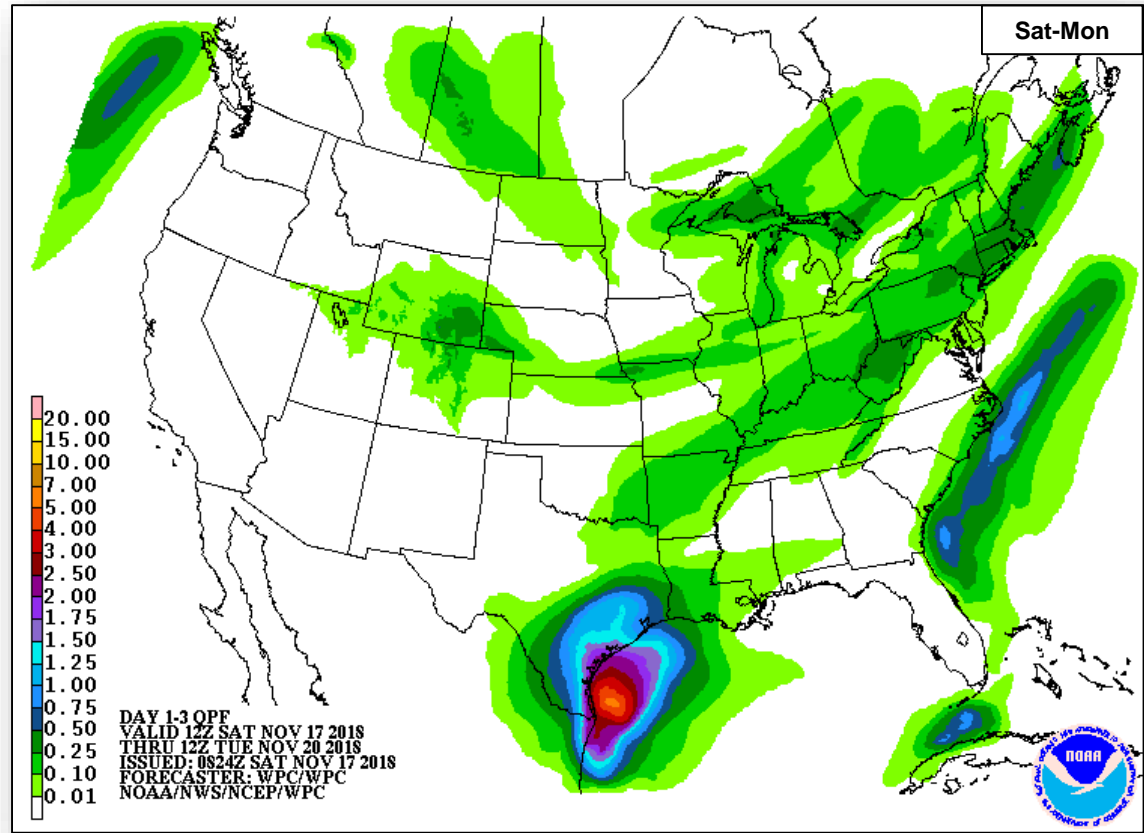 Sat-Mon
20.00
15.00
10.00
7.00
5.00
4.00
3.00
2.50
2.00
1.75
1.50
1.25
1.00
0.75
0.50
0.25
0.10
0.01
DAY 1-3 QPF
VALID 12Z SAT NOV 17 2018
THRU 12Z TUE NOV 20 2018
ISSUED: 0824Z SAT NOV 17 2018
FORECASTER: WPC/WPC
NOAA/NWS/NCEP/WPC
NOAA